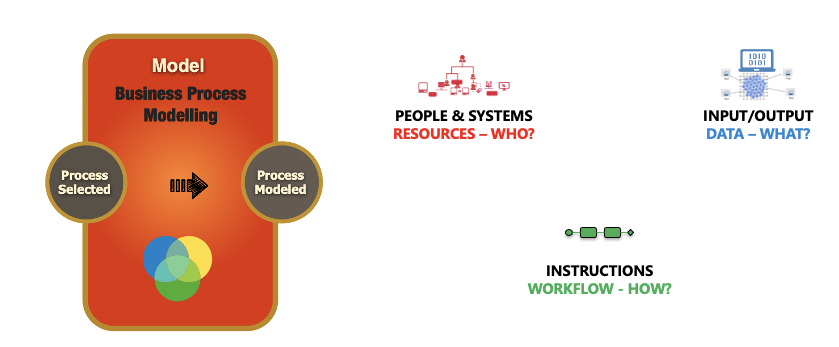 Model
Business Process
Modelling
Process
Selected
Process
Modeled
PEOPLE & SYSTEMS
RESOURCES – WHO?
1010
0101
INPUT/OUTPUT
DATA – WHAT?
INSTRUCTIONS
WORKFLOW - HOW?